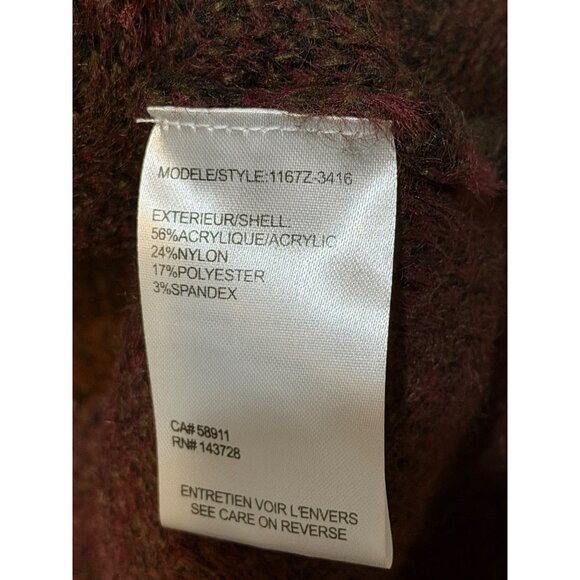 MODELE/STYLE:1167Z-3416
EXTERIEUR/SHELL:
56%ACRYLIQUE/ACRYLIC
24%NYLON
17%POLYESTER
3%SPANDEX
CA# 58911
RN# 143728
ENTRETIEN VOIR L'ENVERS
SEE CARE ON REVERSE